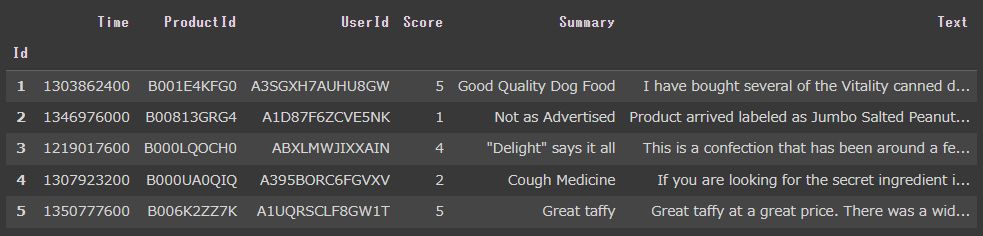 Time ProductId UserId Score Summary Text
Id
1 1303862400 B001E4KFG0 A3SGXH7AUHU8GW 5 Good Quality Dog Food I have bought several of the Vitality canned d...
2 1346976000 B00813GRG4 A1D87F6ZCVE5NK 1 Not as Advertised Product arrived labeled as Jumbo Salted Peanut...
3 1219017600 B000LQOCH0 ABXLMWJIXXAIN 4 "Delight" says it all This is a confection that has been around a fe...
4 1307923200 B000UA0QIQ A395BORC6FGVXV 2 Cough Medicine If you are looking for the secret ingredient i...
5 1350777600 B006K2ZZ7K A1UQRSCLF8GW1T 5 Great taffy Great taffy at a great price. There was a wid...